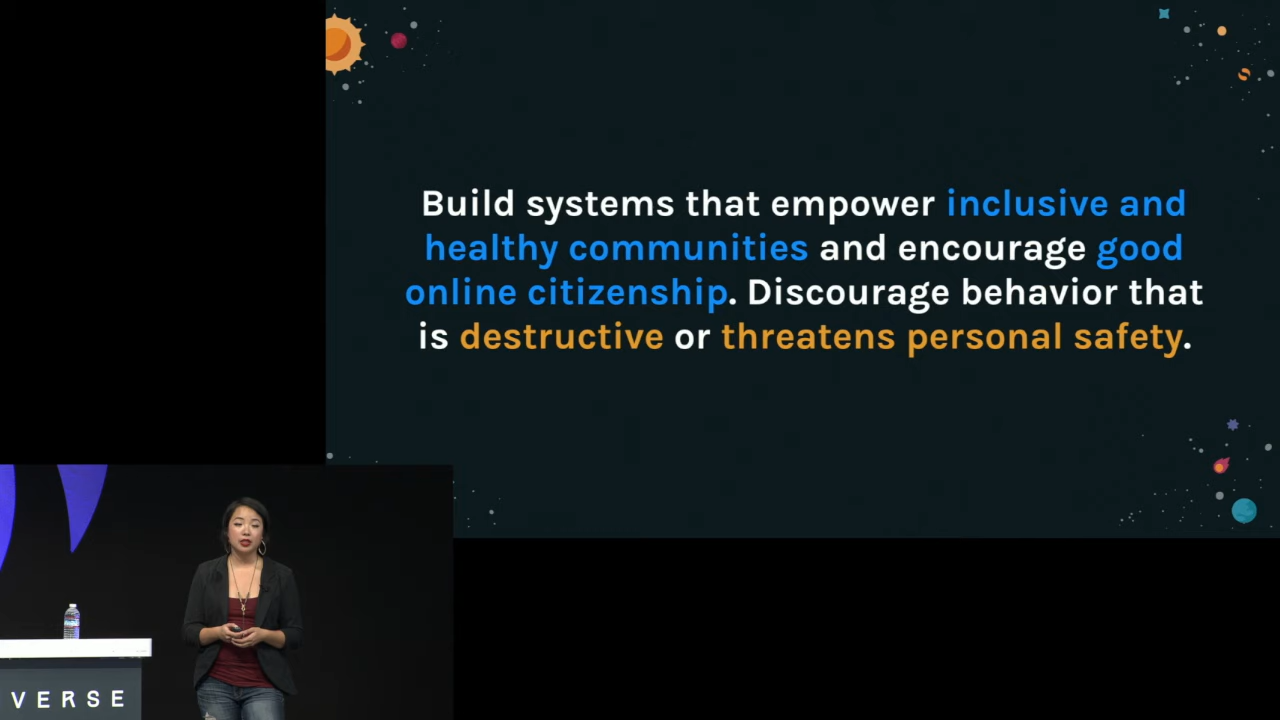 Build systems that empower inclusive and
healthy communities and encourage good
online citizenship. Discourage behavior that
is destructive or threatens personal safety.
VERSE